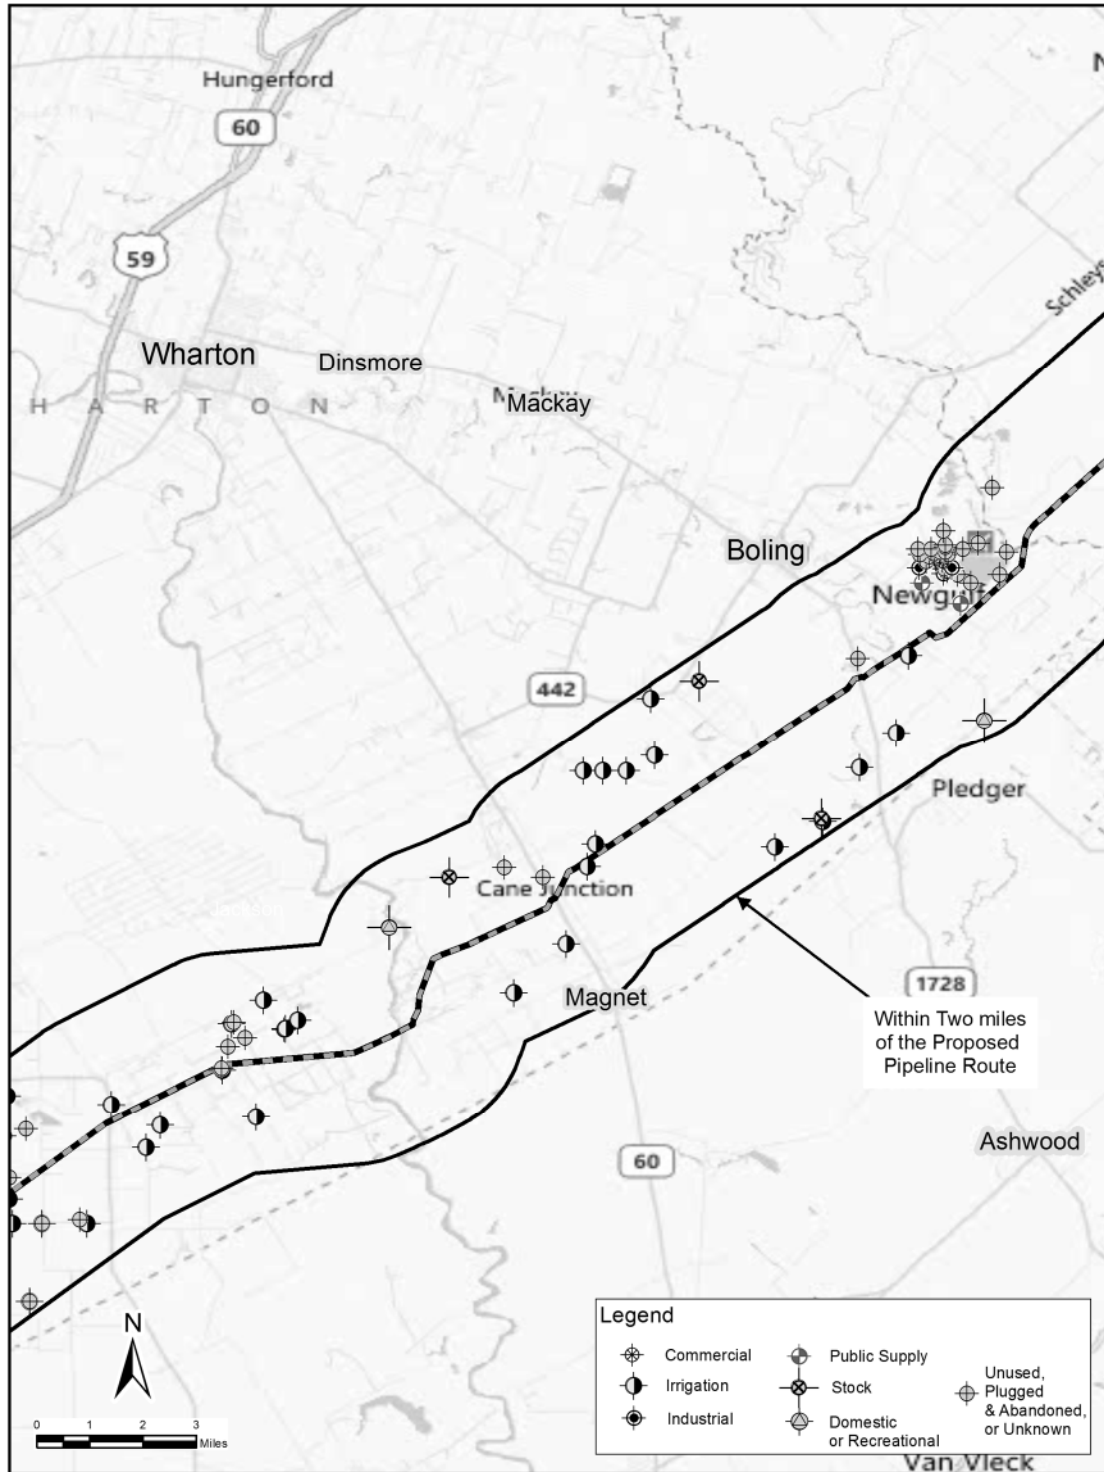 N
Hungerford
60
59
Schleys
Wharton
Dinsmore
Mackay
H A R T O N
Boling
Newgulf
442
Pledger
Cane Junction
Magnet
1728
Within Two miles
of the Proposed
Pipeline Route
Ashwood
60
N
0 1 2 3
Miles
Legend
Commercial
Irrigation
Industrial
Public Supply
Stock
Domestic
or Recreational
Unused,
Plugged
& Abandoned,
or Unknown
Van Vleck